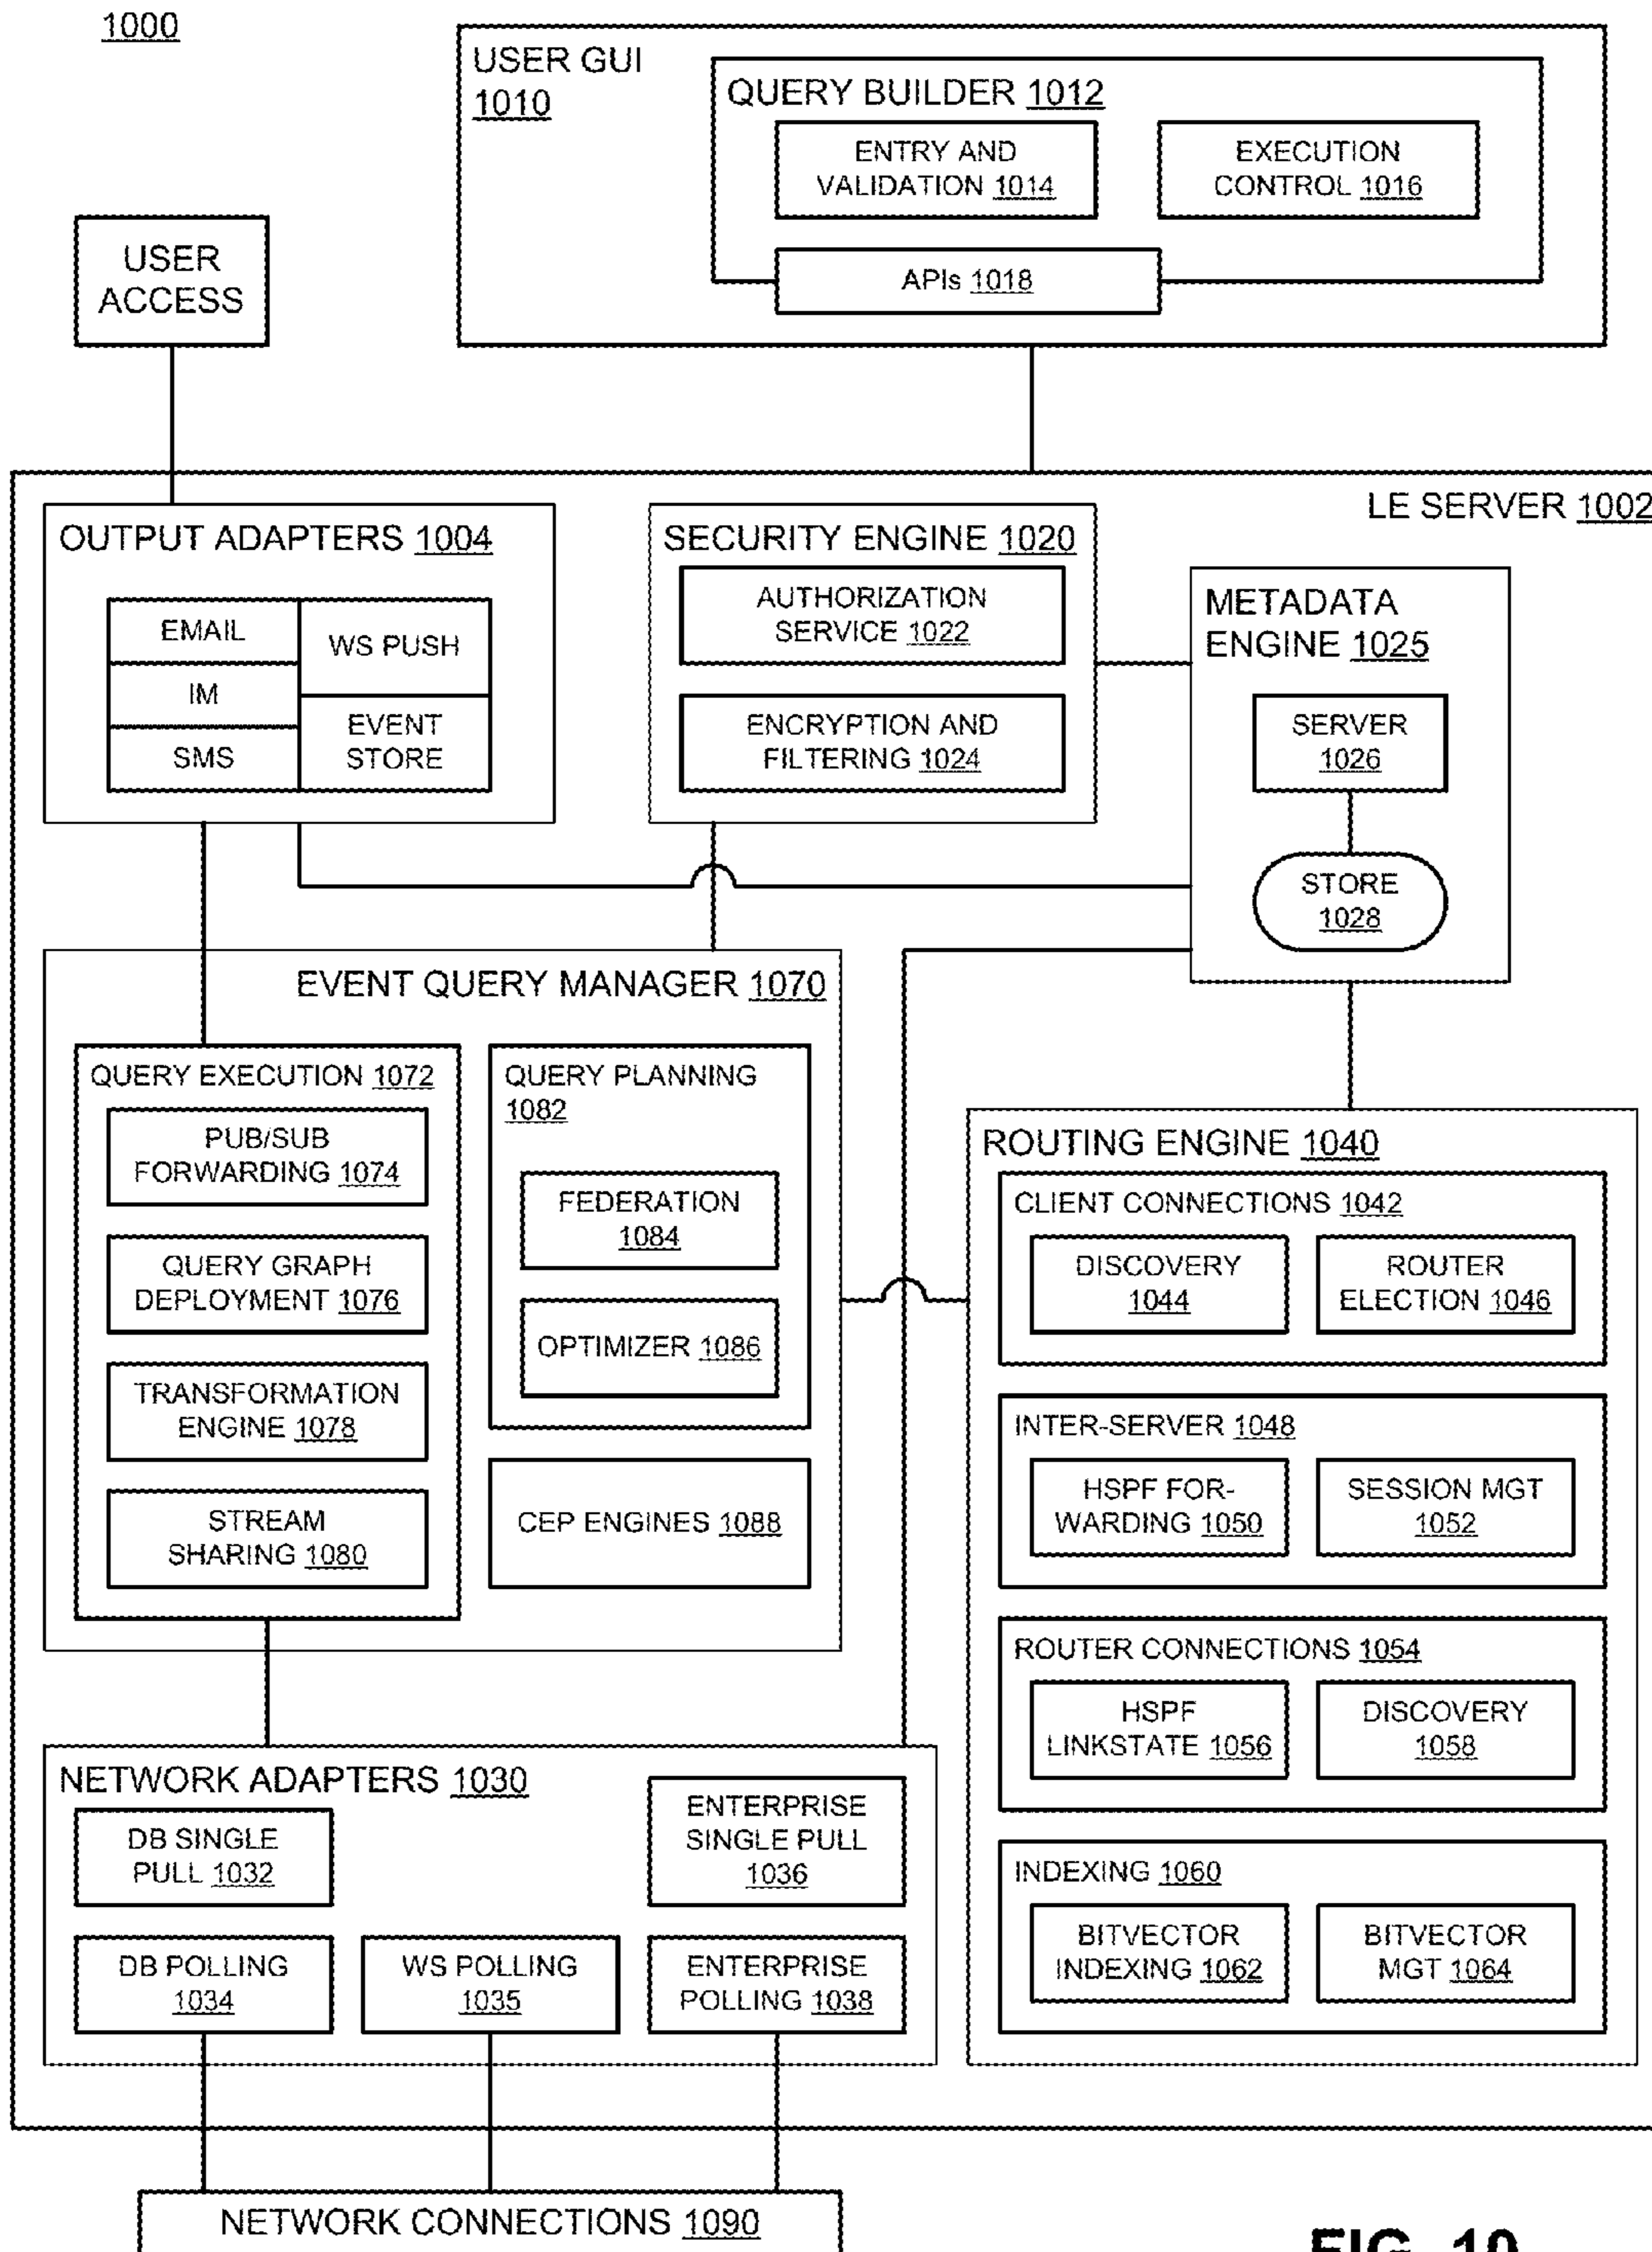 1000
USER GUI
1010
QUERY BUILDER 1012
ENTRY AND
VALIDATION 1014
EXECUTION
CONTROL 1016
APIs 1018
USER
ACCESS
LE SERVER 1002
OUTPUT ADAPTERS 1004
EMAIL
IM
SMS
WS PUSH
EVENT
STORE
SECURITY ENGINE 1020
AUTHORIZATION
SERVICE 1022
ENCRYPTION AND
FILTERING 1024
METADATA
ENGINE 1025
SERVER
1026
STORE
1028
EVENT QUERY MANAGER 1070
QUERY EXECUTION 1072
PUB/SUB
FORWARDING 1074
QUERY GRAPH
DEPLOYMENT 1076
TRANSFORMATION
ENGINE 1078
STREAM
SHARING 1080
QUERY PLANNING
1082
FEDERATION
1084
OPTIMIZER 1086
CEP ENGINES 1088
ROUTING ENGINE 1040
CLIENT CONNECTIONS 1042
DISCOVERY
1044
ROUTER
ELECTION 1046
INTER-SERVER 1048
HSPF FOR-
WARDING 1050
SESSION MGT
1052
ROUTER CONNECTIONS 1054
HSPF
LINKSTATE 1056
DISCOVERY
1058
INDEXING 1060
BITVECTOR
INDEXING 1062
BITVECTOR
MGT 1064
NETWORK ADAPTERS 1030
DB SINGLE
PULL 1032
ENTERPRISE
SINGLE PULL
1036
DB POLLING
1034
WS POLLING
1035
ENTERPRISE
POLLING 1038
NETWORK CONNECTIONS 1090
FIG. 10